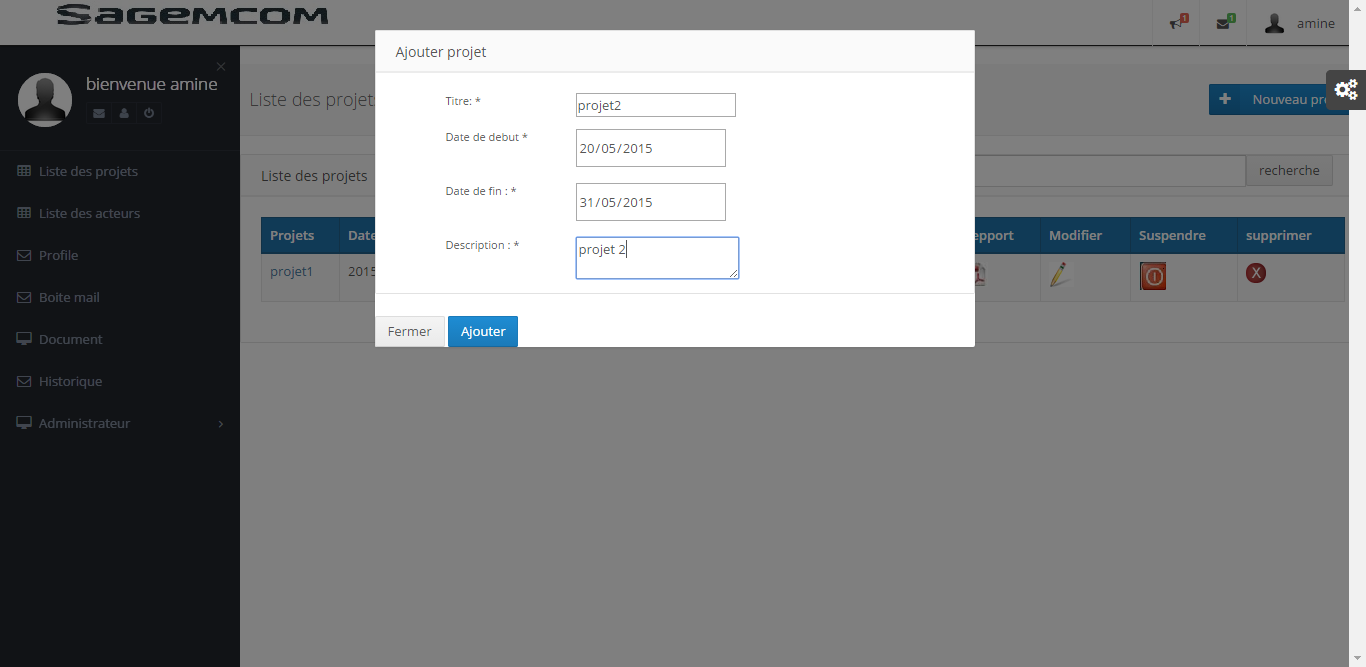 SAGEMCOM
1
1
amine
Ajouter projet
bienvenue amine
Liste des projet
Nouveau pr
Titre: *
projet2
Date de debut *
20/05/2015
Date de fin : *
31/05/2015
Description : *
projet 2
Fermer
Ajouter
Liste des projets
recherche
Projets
Date
epport
Modifier
Suspendre
supprimer
projet1
2015
X
Liste des projets
Liste des acteurs
Profile
Boite mail
Document
Historique
Administrateur